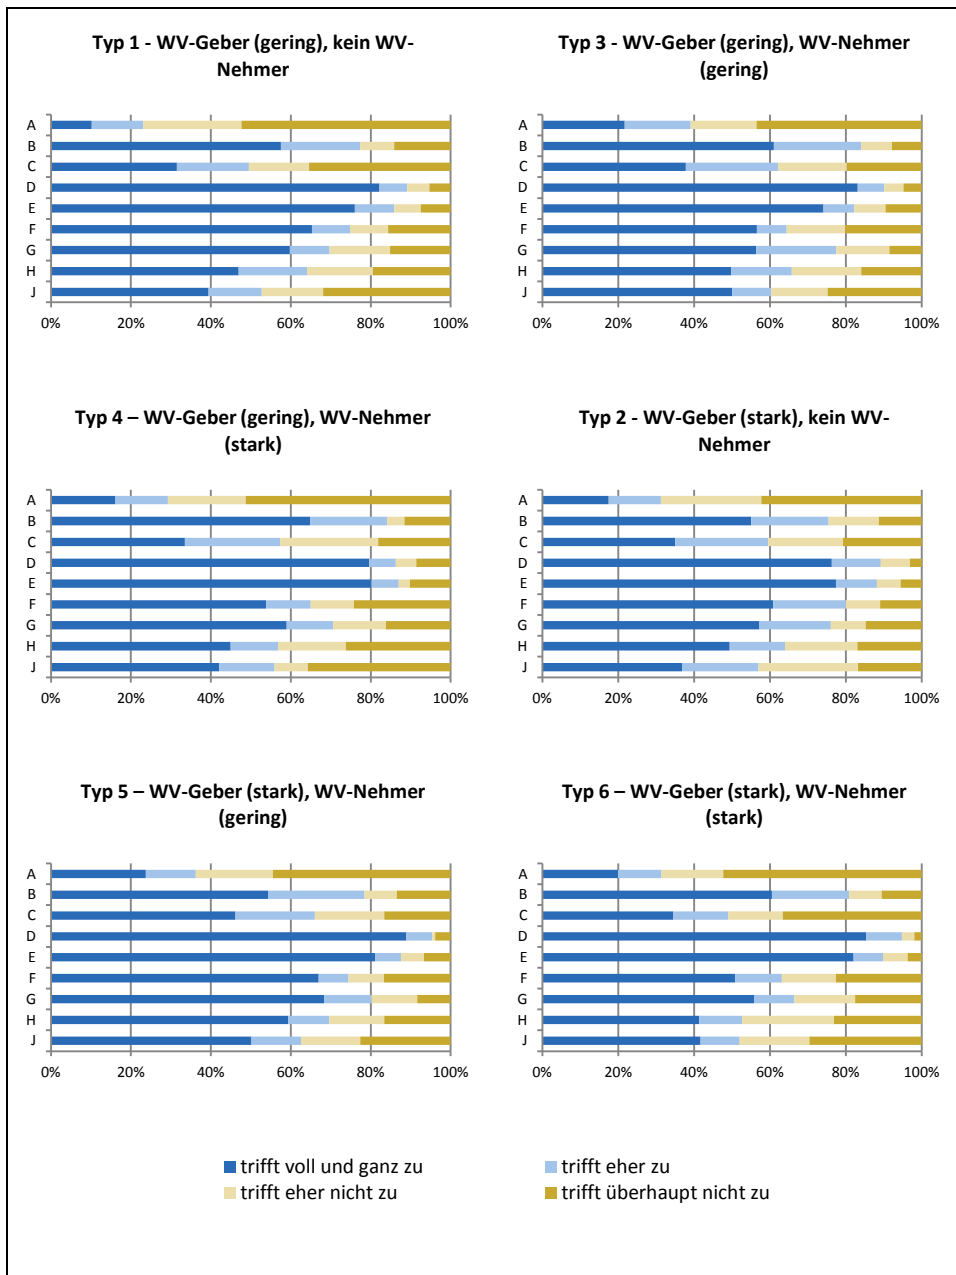 Typ 1 - WV-Geber (gering), kein WV-
Nehmer
A
B
C
D
E
F
G
H
J
0% 20% 40% 60% 80% 100%
Typ 3 - WV-Geber (gering), WV-Nehmer
(gering)
A
B
C
D
E
F
G
H
J
0% 20% 40% 60% 80% 100%
Typ 4 – WV-Geber (gering), WV-Nehmer
(stark)
A
B
C
D
E
F
G
H
J
0% 20% 40% 60% 80% 100%
Typ 2 - WV-Geber (stark), kein WV-
Nehmer
A
B
C
D
E
F
G
H
J
0% 20% 40% 60% 80% 100%
Typ 5 – WV-Geber (stark), WV-Nehmer
(gering)
A
B
C
D
E
F
G
H
J
0% 20% 40% 60% 80% 100%
Typ 6 – WV-Geber (stark), WV-Nehmer
(stark)
A
B
C
D
E
F
G
H
J
0% 20% 40% 60% 80% 100%
trifft voll und ganz zu
trifft eher zu
trifft eher nicht zu
trifft überhaupt nicht zu